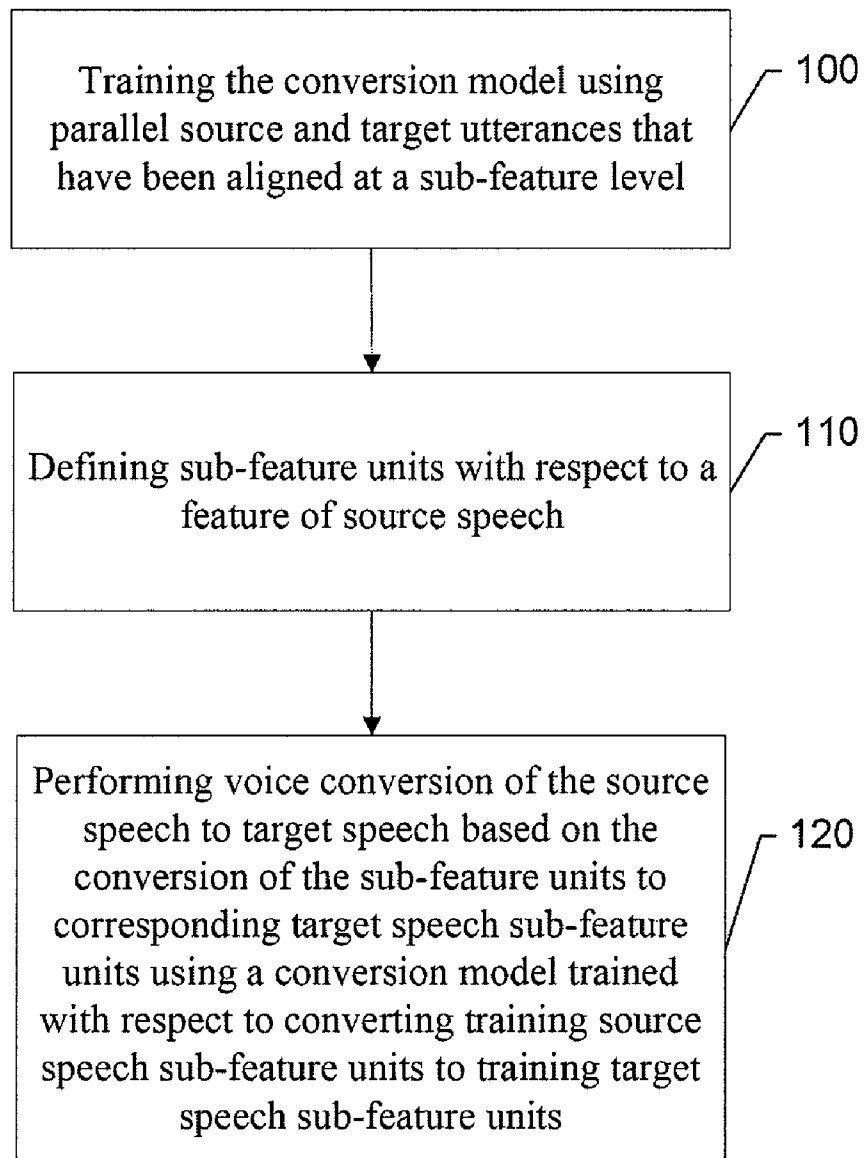 Training the conversion model using
parallel source and target utterances that
have been aligned at a sub-feature level
100
Defining sub-feature units with respect to a
feature of source speech
110
Performing voice conversion of the source
speech to target speech based on the
conversion of the sub-feature units to
corresponding target speech sub-feature
units using a conversion model trained
with respect to converting training source
speech sub-feature units to training target
speech sub-feature units
120